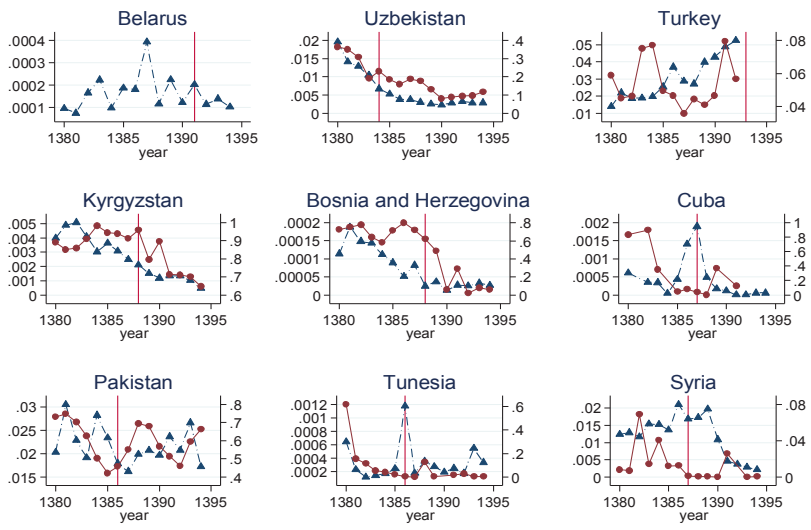 Belarus Uzbekistan Turkey
.0004 .02 .4 .05 .08
.015 .3 .04
.0002 .01 .2 .03 .06
.0001 .005 .1 .02
0 0 .01 .04
1380 1385 1390 1395 1380 1385 1390 1395 1380 1385 1390 1395
year year year
Kyrgyzstan Bosnia and Herzegovina Cuba
.005 1 .0002 .8 .002 1
.004 .9 .00015 .6 .0015 .8
.003 .8 .0001 .4 .001 .6
.002 .4
.001 .7 .00005 .2 .0005 .2
0 .6 0 0 0 0
1380 1385 1390 1395 1380 1385 1390 1395 1380 1385 1390 1395
year year year
Pakistan Tunesia Syria
.03 .8 .0012 .6 .02 .08
.7 .001
.025 .6 .0008 .4 .015
.0006 .01 .04
.02 .5 .0004 .2 .005
.015 .4 .0002 0 0 0
1380 1385 1390 1395 1380 1385 1390 1395 1380 1385 1390 1395
year year year